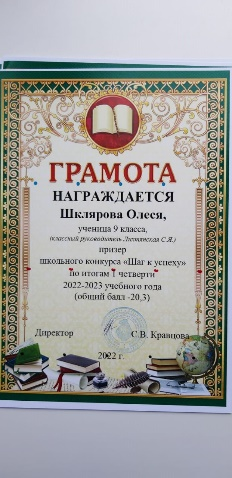 ГРАМОТА
НАГРАЖДАЕТСЯ
Шклярова Олеся,
ученица 9 класса,
(классный руководитель С.Я.)
призер
школьного конкурса «Шаг к успеху»
по итогам 1 четверти
2022-2023 учебного года
(общий балл -20,3)
Директор С.В. Кравцова
2022 г.